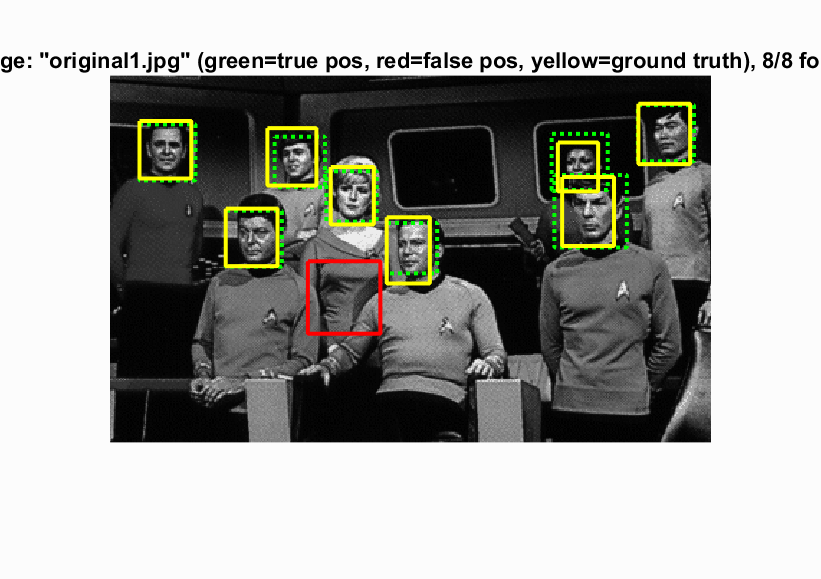 ge: "original1.jpg" (green=true pos, red=false pos, yellow=ground truth), 8/8 fo